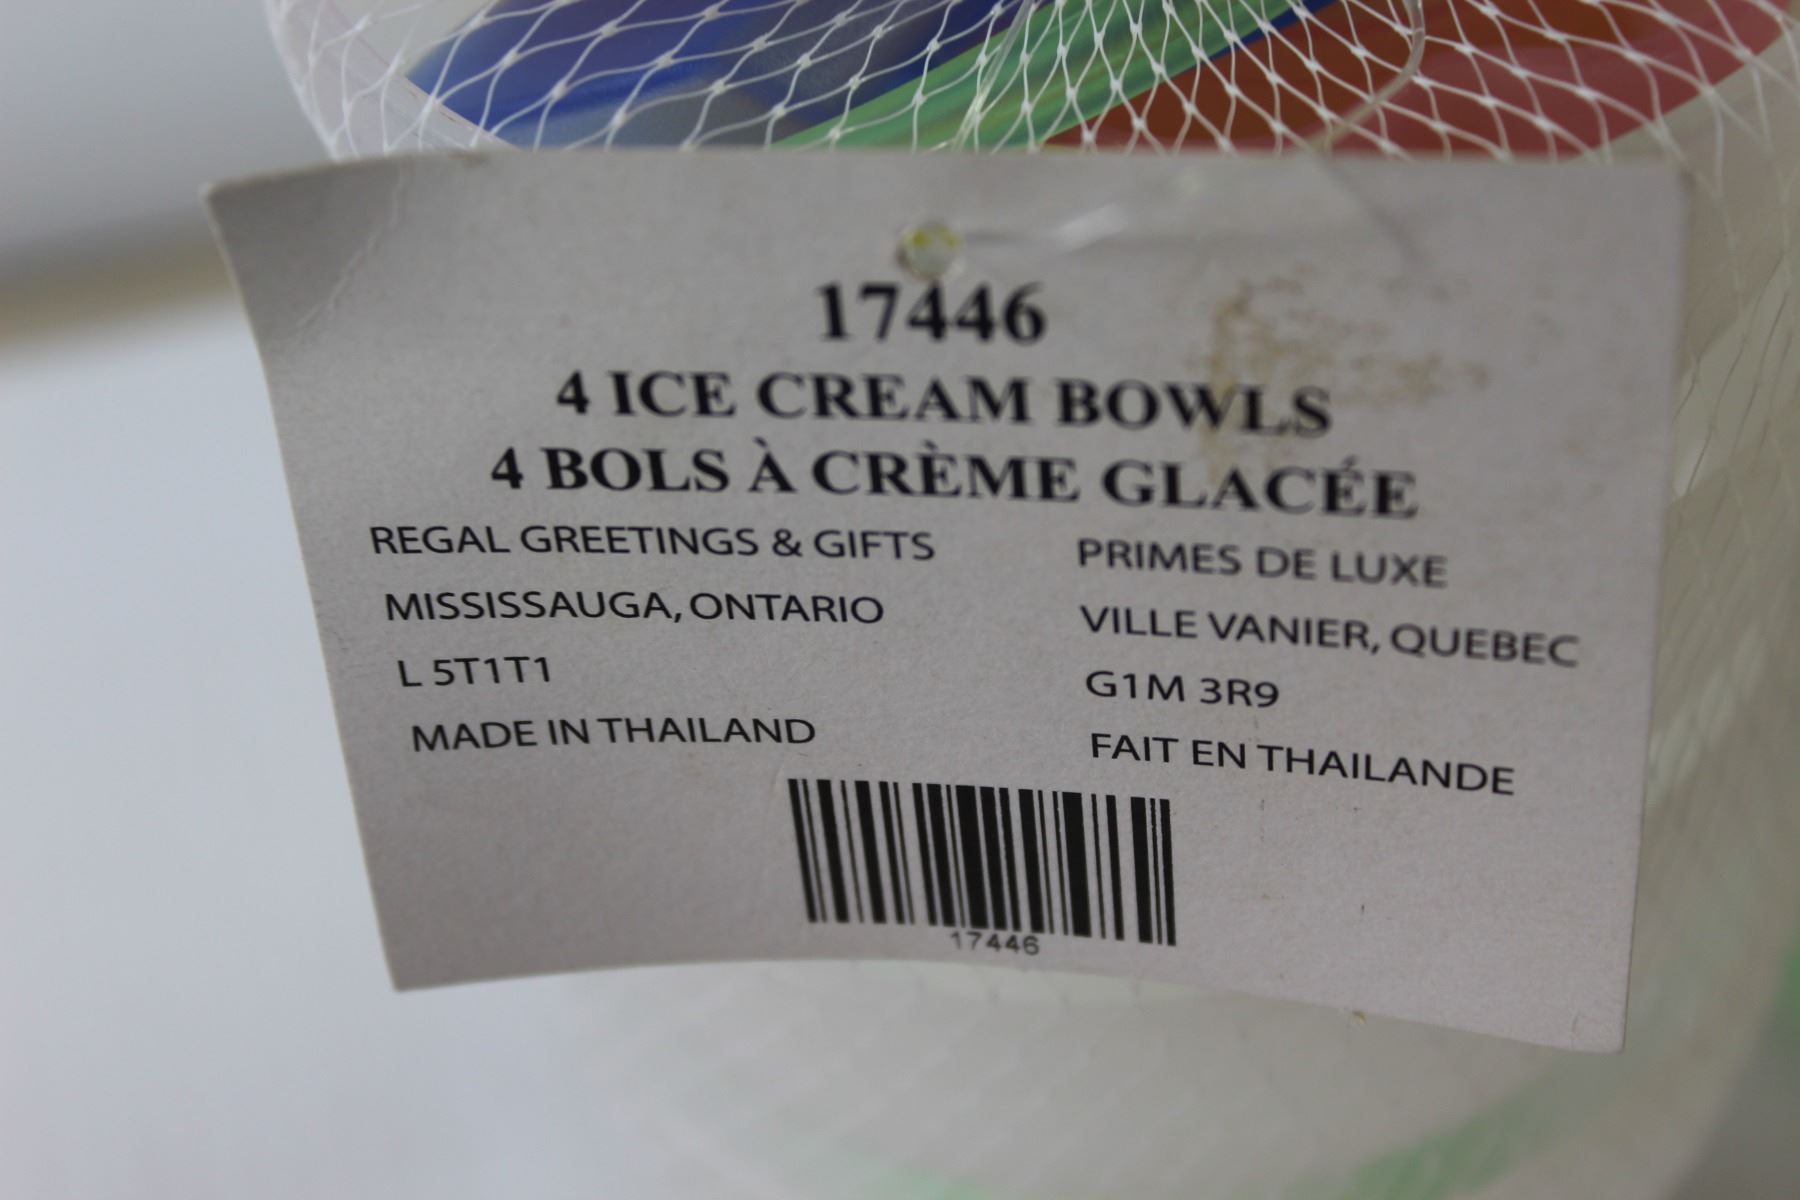 17446
4 ICE CREAM BOWLS
4 BOLS À CRÈME GLACÉE
REGAL GREETINGS & GIFTS
MISSISSAUGA, ONTARIO
L 5T1T1
MADE IN THAILAND
PRIMES DE LUXE
VILLE VANIER, QUEBEC
G1M 3R9
FAIT EN THAILANDE
17446